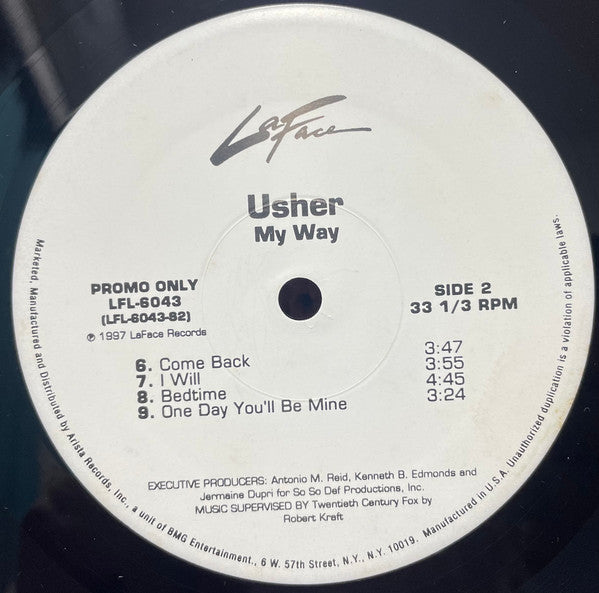 LaFace
Usher
My Way
PROMO ONLY
LFL-6043
(LFL-6043-S2)
℗ 1997 LaFace Records
SIDE 2
33 1/3 RPM
6. Come Back 3:47
7. I Will 3:55
8. Bedtime 4:45
9. One Day You'll Be Mine 3:24
EXECUTIVE PRODUCERS: Antonio M. Reid, Kenneth B. Edmonds and
Jermaine Dupri for So So Def Productions, Inc.
MUSIC SUPERVISED BY Twentieth Century Fox by
Robert Kraft
Marketed, Manufactured and Distributed by Arista Records, Inc., a unit of BMG Entertainment., 6 W. 57th Street, N.Y., N.Y. 10019. Manufactured in U.S.A. Unauthorized duplication is a violation of applicable laws.